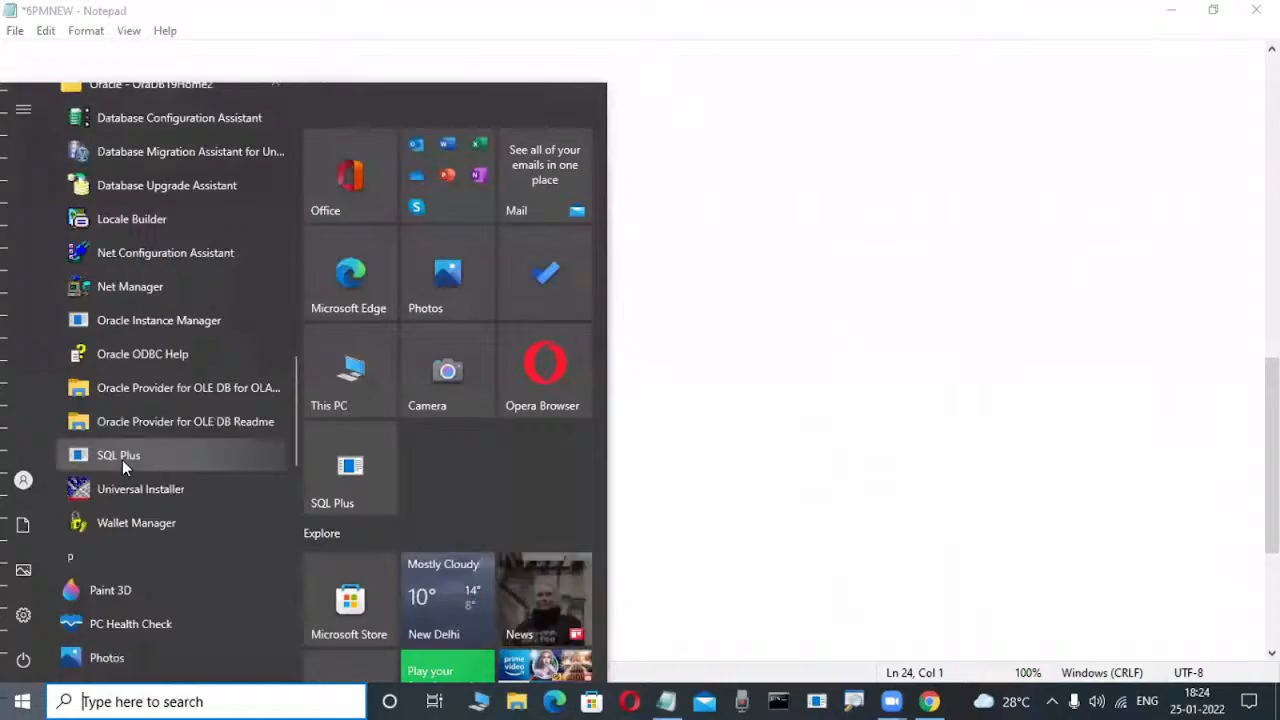 *6PMNEW - Notepad
File Edit Format View Help
Oracle - OraDB19Home2
Database Configuration Assistant
Database Migration Assistant for Un...
Database Upgrade Assistant
Locale Builder
Net Configuration Assistant
Net Manager
Oracle Instance Manager
Oracle ODBC Help
Oracle Provider for OLE DB for OLA...
Oracle Provider for OLE DB Readme
SQL Plus
Universal Installer
Wallet Manager
P
Paint 3D
PC Health Check
Photos
Office
See all of your
emails in one
place
Mail
Microsoft Edge
Photos
This PC
Camera
Opera Browser
SQL Plus
Explore
Microsoft Store
Mostly Cloudy
10°
14°
8°
New Delhi
News
Play your
prime video
Ln 24, Col 1
100%
Windows (CRLF)
UTF-8
Type here to search
28°C
ENG
18:24
25-01-2022